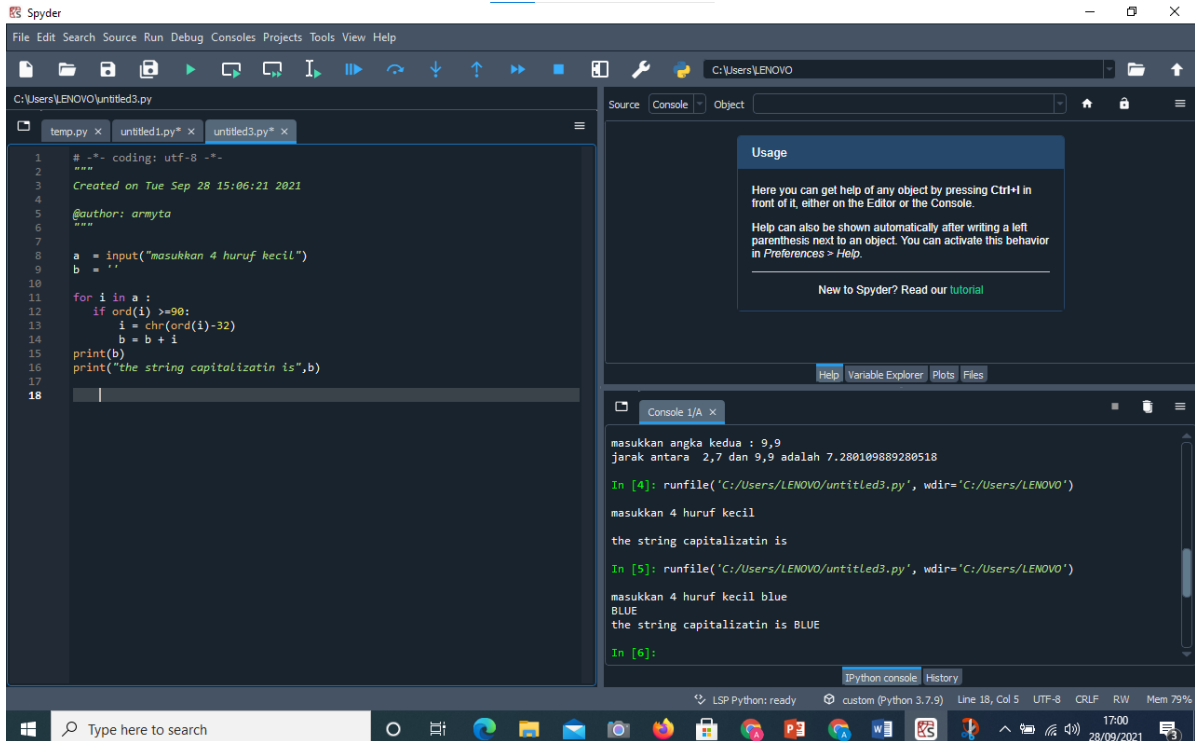 Spyder
File Edit Search Source Run Debug Consoles Projects Tools View Help
C:\Users\LENOVO
C:\Users\LENOVO\untitled3.py
temp.py untitled1.py* untitled3.py*
1 # -*- coding: utf-8 -*-
2 """
3 Created on Tue Sep 28 15:06:21 2021
4
5 @author: armyta
6 """
7
8 a = input("masukkan 4 huruf kecil")
9 b = ''
10
11 for i in a :
12 if ord(i) >=90:
13 i = chr(ord(i)-32)
14 b = b + i
15 print(b)
16 print("the string capitalizatin is",b)
17
18
Source Console Object
Usage
Here you can get help of any object by pressing Ctrl+I in
front of it, either on the Editor or the Console.
Help can also be shown automatically after writing a left
parenthesis next to an object. You can activate this behavior
in Preferences > Help.
New to Spyder? Read our tutorial
Help Variable Explorer Plots Files
Console 1/A
masukkan angka kedua : 9,9
jarak antara 2,7 dan 9,9 adalah 7.280109889280518
In [4]: runfile('C:/Users/LENOVO/untitled3.py', wdir='C:/Users/LENOVO')
masukkan 4 huruf kecil
the string capitalizatin is
In [5]: runfile('C:/Users/LENOVO/untitled3.py', wdir='C:/Users/LENOVO')
masukkan 4 huruf kecil blue
BLUE
the string capitalizatin is BLUE
In [6]:
IPython console History
LSP Python: ready custom (Python 3.7.9) Line 18, Col 5 UTF-8 CRLF RW Mem 79%
Type here to search
17:00
28/09/2021
3